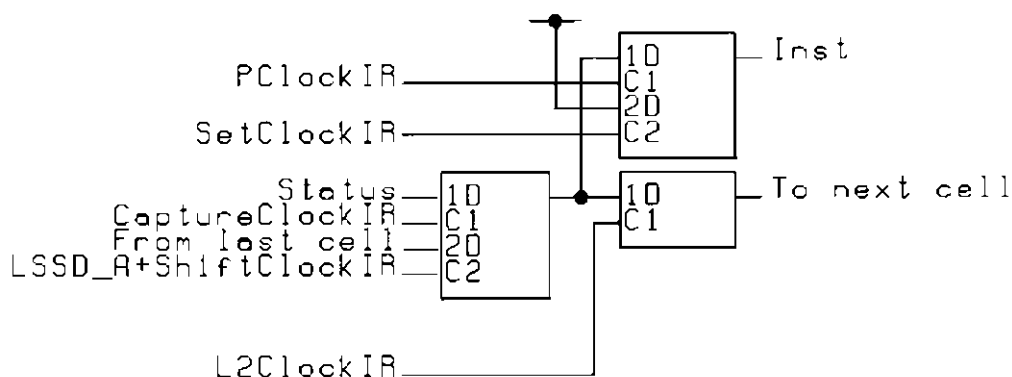 1D
Inst
PClockIR
C1
2D
SetClockIR
C2
Status
1D
1D
To next cell
CaptureClockIR
C1
C1
From last cell
2D
LSSD_A+ShiftClockIR
C2
L2ClockIR